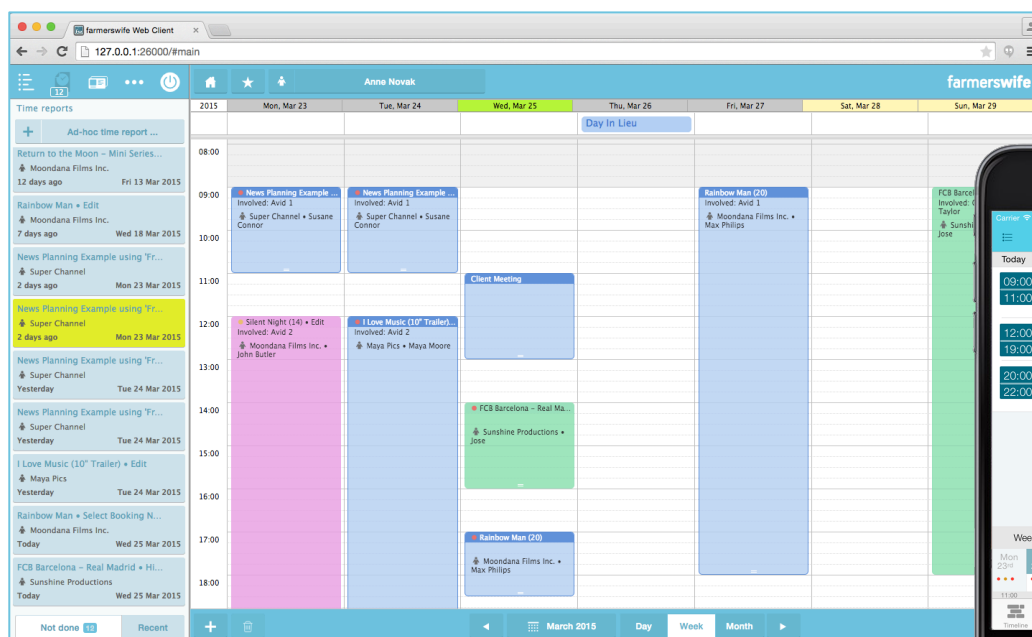 farmerswife Web Client
127.0.0.1:26000/#main
12
Anne Novak
farmerswife
Time reports
Ad-hoc time report ...
Return to the Moon – Mini Series...
Moondana Films Inc.
12 days ago Fri 13 Mar 2015
Rainbow Man • Edit
Moondana Films Inc.
7 days ago Wed 18 Mar 2015
News Planning Example using 'Fr...
Super Channel
2 days ago Mon 23 Mar 2015
News Planning Example using 'Fr...
Super Channel
2 days ago Mon 23 Mar 2015
News Planning Example using 'Fr...
Super Channel
Yesterday Tue 24 Mar 2015
News Planning Example using 'Fr...
Super Channel
Yesterday Tue 24 Mar 2015
I Love Music (10" Trailer) • Edit
Maya Pics
Yesterday Tue 24 Mar 2015
Rainbow Man • Select Booking N...
Moondana Films Inc.
Today Wed 25 Mar 2015
FCB Barcelona – Real Madrid • Hi...
Sunshine Productions
Today Wed 25 Mar 2015
Not done 12 Recent
2015 Mon, Mar 23 Tue, Mar 24 Wed, Mar 25 Thu, Mar 26 Fri, Mar 27 Sat, Mar 28 Sun, Mar 29
Day In Lieu
08:00
09:00
10:00
11:00
12:00
13:00
14:00
15:00
16:00
17:00
18:00
News Planning Example ...
Involved: Avid 1
Super Channel • Susane
Connor
Silent Night (14) • Edit
Involved: Avid 2
Moondana Films Inc. •
John Butler
News Planning Example ...
Involved: Avid 1
Super Channel • Susane
Connor
I Love Music (10" Trailer)...
Involved: Avid 2
Maya Pics • Maya Moore
Client Meeting
FCB Barcelona – Real Ma...
Sunshine Productions •
Jose
Rainbow Man (20)
Moondana Films Inc. •
Max Philips
Rainbow Man (20)
Involved: Avid 1
Moondana Films Inc. •
Max Philips
FCB Barcel
Involved:
Taylor
Sunshi
Jose
March 2015 Day Week Month
Carrier
Today
09:00
11:00
12:00
19:00
20:00
22:00
Wee
Mon
23rd
11:00
Timeline